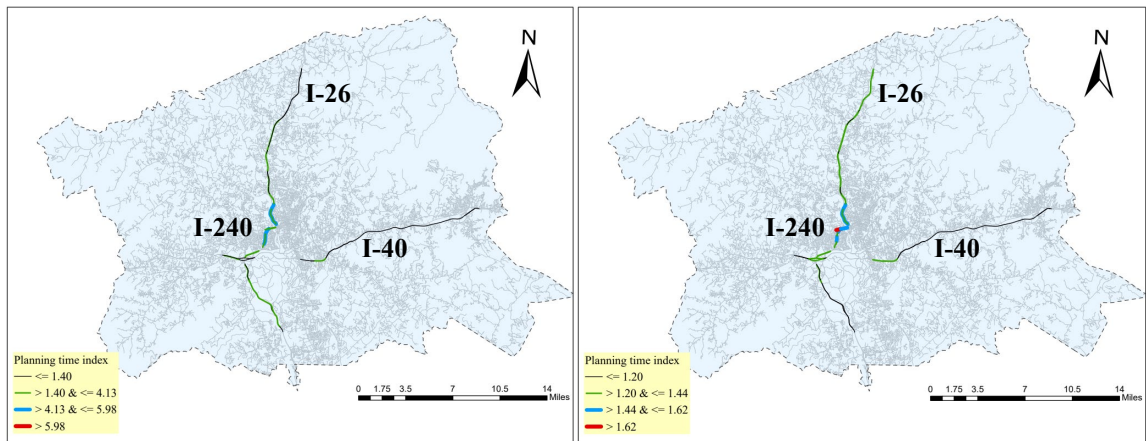 N
I-26
I-240
I-40
Planning time index
<= 1.40
> 1.40 & <= 4.13
> 4.13 & <= 5.98
> 5.98
0 1.75 3.5 7 10.5 14
Miles
N
I-26
I-240
I-40
Planning time index
<= 1.20
> 1.20 & <= 1.44
> 1.44 & <= 1.62
> 1.62
0 1.75 3.5 7 10.5 14
Miles